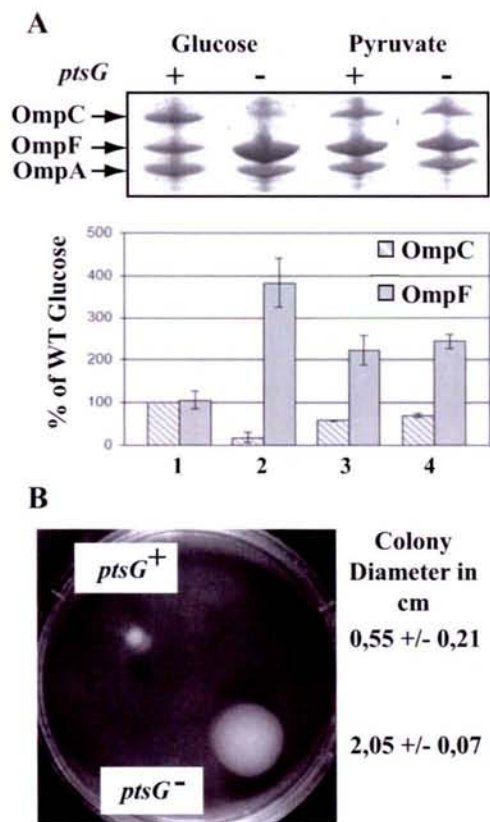 A
Glucose Pyruvate
ptsG + - + -
OmpC
OmpF
OmpA
500
400
300
200
100
0
% of WT Glucose
OmpC
OmpF
1 2 3 4
B
ptsG+
ptsG-
Colony
Diameter in
cm
0,55 +/- 0,21
2,05 +/- 0,07